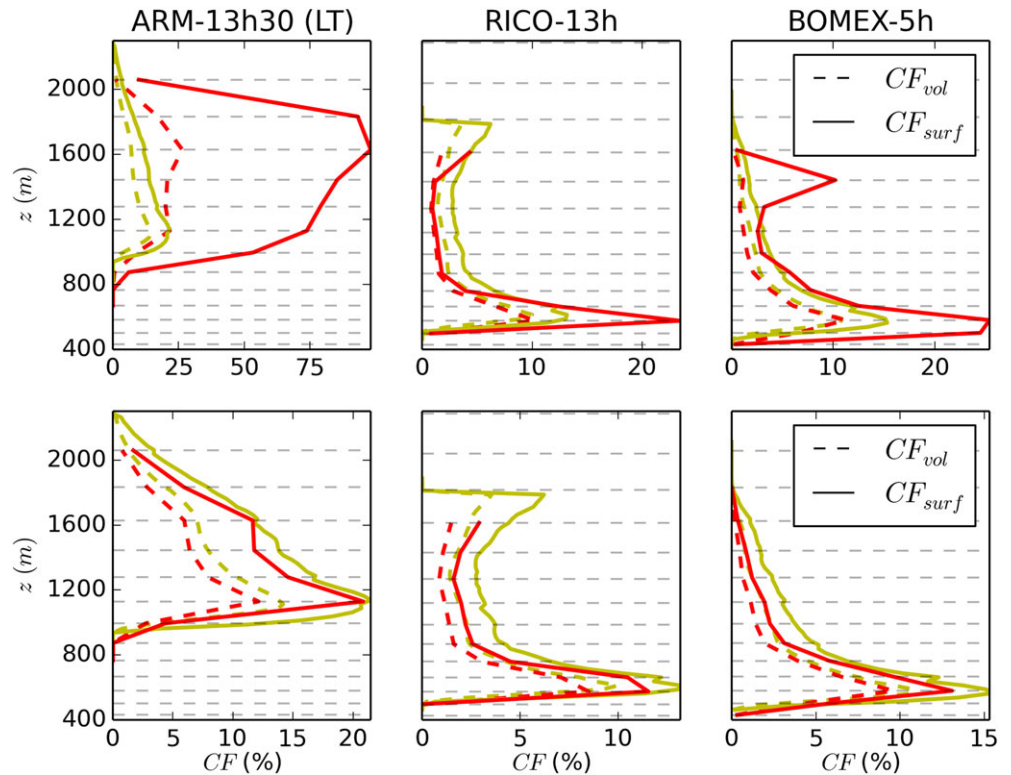 ARM-13h30 (LT) RICO-13h BOMEX-5h
2000
1600
1200
800
400
z (m)
0 25 50 75
0 10 20
0 10 20
CF_vol
CF_surf
2000
1600
1200
800
400
z (m)
0 5 10 15 20
0 5 10
0 5 10 15
CF_vol
CF_surf
CF (%) CF (%) CF (%)